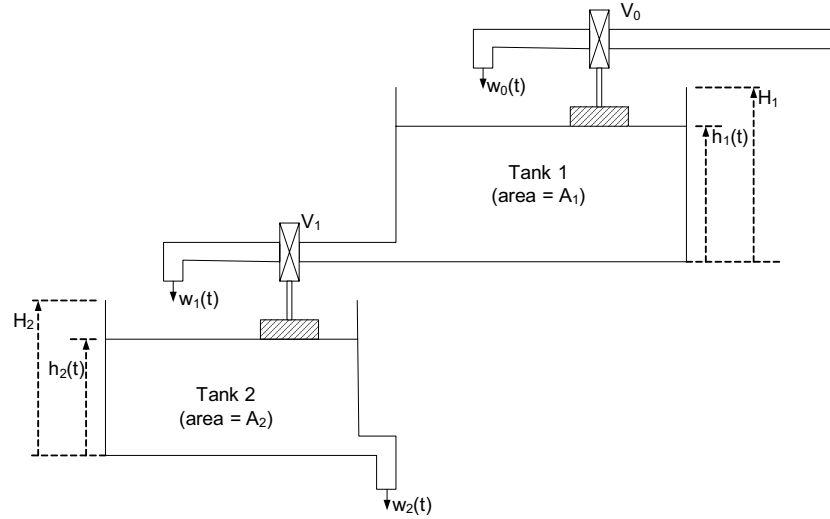 V₀
w₀(t)
H₁
h₁(t)
Tank 1
(area = A₁)
V₁
w₁(t)
H₂
h₂(t)
Tank 2
(area = A₂)
w₂(t)